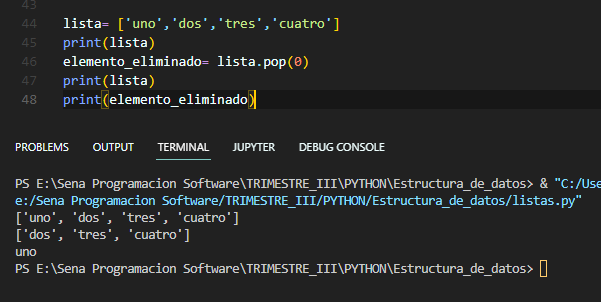 43
44 lista= ['uno','dos','tres','cuatro']
45 print(lista)
46 elemento_eliminado= lista.pop(0)
47 print(lista)
48 print(elemento_eliminado)
PROBLEMS OUTPUT TERMINAL JUPYTER DEBUG CONSOLE
PS E:\Sena Programacion Software\TRIMESTRE_III\PYTHON\Estructura_de_datos> & "C:/Use
e:/Sena Programacion Software/TRIMESTRE_III/PYTHON/Estructura_de_datos/listas.py"
['uno', 'dos', 'tres', 'cuatro']
['dos', 'tres', 'cuatro']
uno
PS E:\Sena Programacion Software\TRIMESTRE_III\PYTHON\Estructura_de_datos>